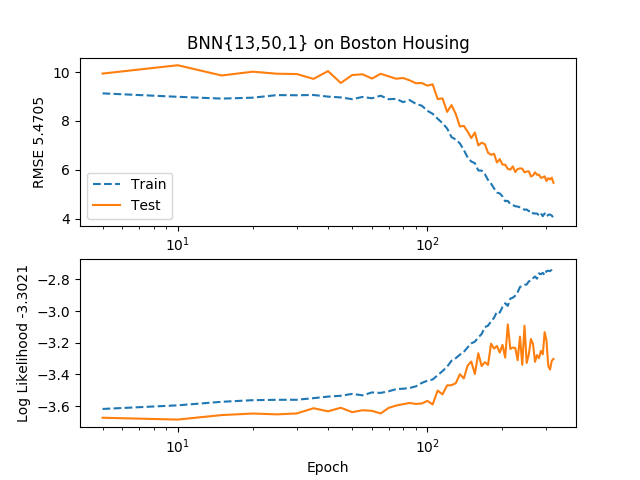 BNN{13,50,1} on Boston Housing
RMSE 5.4705
10
8
6
4
Train
Test
10¹
10²
Log Likelihood -3.3021
−2.8
−3.0
−3.2
−3.4
−3.6
10¹
10²
Epoch